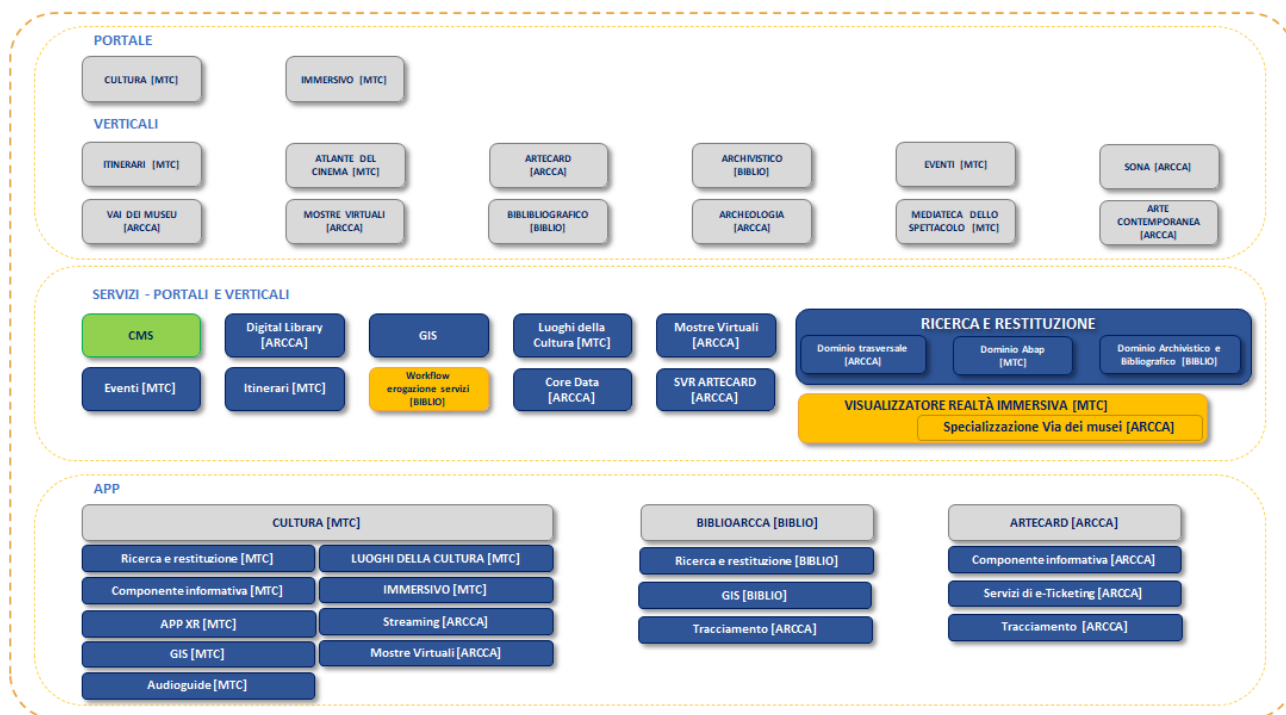 PORTALE
CULTURA [MTC]
IMMERSIVO [MTC]
VERTICALI
ITINERARI [MTC]
ATLANTE DEL
CINEMA [MTC]
ARTECARD
[ARCCA]
ARCHIVISTICO
[BIBLIO]
EVENTI [MTC]
SONA [ARCCA]
VAI DEI MUSEU
[ARCCA]
MOSTRE VIRTUALI
[ARCCA]
BIBLIBLIOGRAFICO
[BIBLIO]
ARCHEOLOGIA
[ARCCA]
MEDIATECA DELLO
SPETTACOLO [MTC]
ARTE
CONTEMPORANEA
[ARCCA]
SERVIZI - PORTALI E VERTICALI
CMS
Digital Library
[ARCCA]
GIS
Luoghi della
Cultura [MTC]
Mostre Virtuali
[ARCCA]
Eventi [MTC]
Itinerari [MTC]
Workflow
erogazione servizi
[BIBLIO]
Core Data
[ARCCA]
SVR ARTECARD
[ARCCA]
RICERCA E RESTITUZIONE
Dominio trasversale
[ARCCA]
Dominio Abap
[MTC]
Dominio Archivistico e
Bibliografico [BIBLIO]
VISUALIZZATORE REALTÀ IMMERSIVA [MTC]
Specializzazione Via dei musei [ARCCA]
APP
CULTURA [MTC]
Ricerca e restituzione [MTC]
LUOGHI DELLA CULTURA [MTC]
Componente informativa [MTC]
IMMERSIVO [MTC]
APP XR [MTC]
Streaming [ARCCA]
GIS [MTC]
Mostre Virtuali [ARCCA]
Audioguide [MTC]
BIBLIOARCCA [BIBLIO]
Ricerca e restituzione [BIBLIO]
GIS [BIBLIO]
Tracciamento [ARCCA]
ARTECARD [ARCCA]
Componente informativa [ARCCA]
Servizi di e-Ticketing [ARCCA]
Tracciamento [ARCCA]